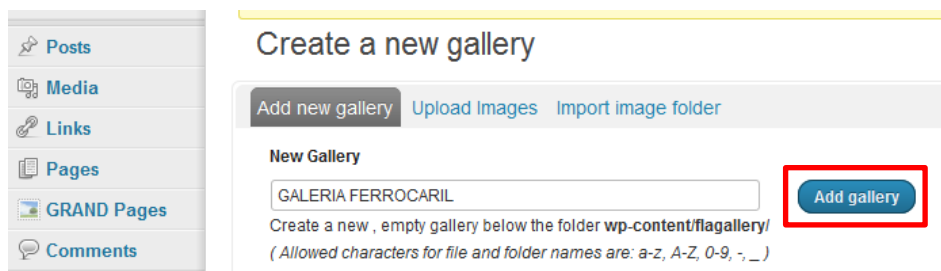 Posts
Media
Links
Pages
GRAND Pages
Comments
Create a new gallery
Add new gallery Upload Images Import image folder
New Gallery
GALERIA FERROCARIL Add gallery
Create a new , empty gallery below the folder wp-content/flagallery/
( Allowed characters for file and folder names are: a-z, A-Z, 0-9, -, _ )